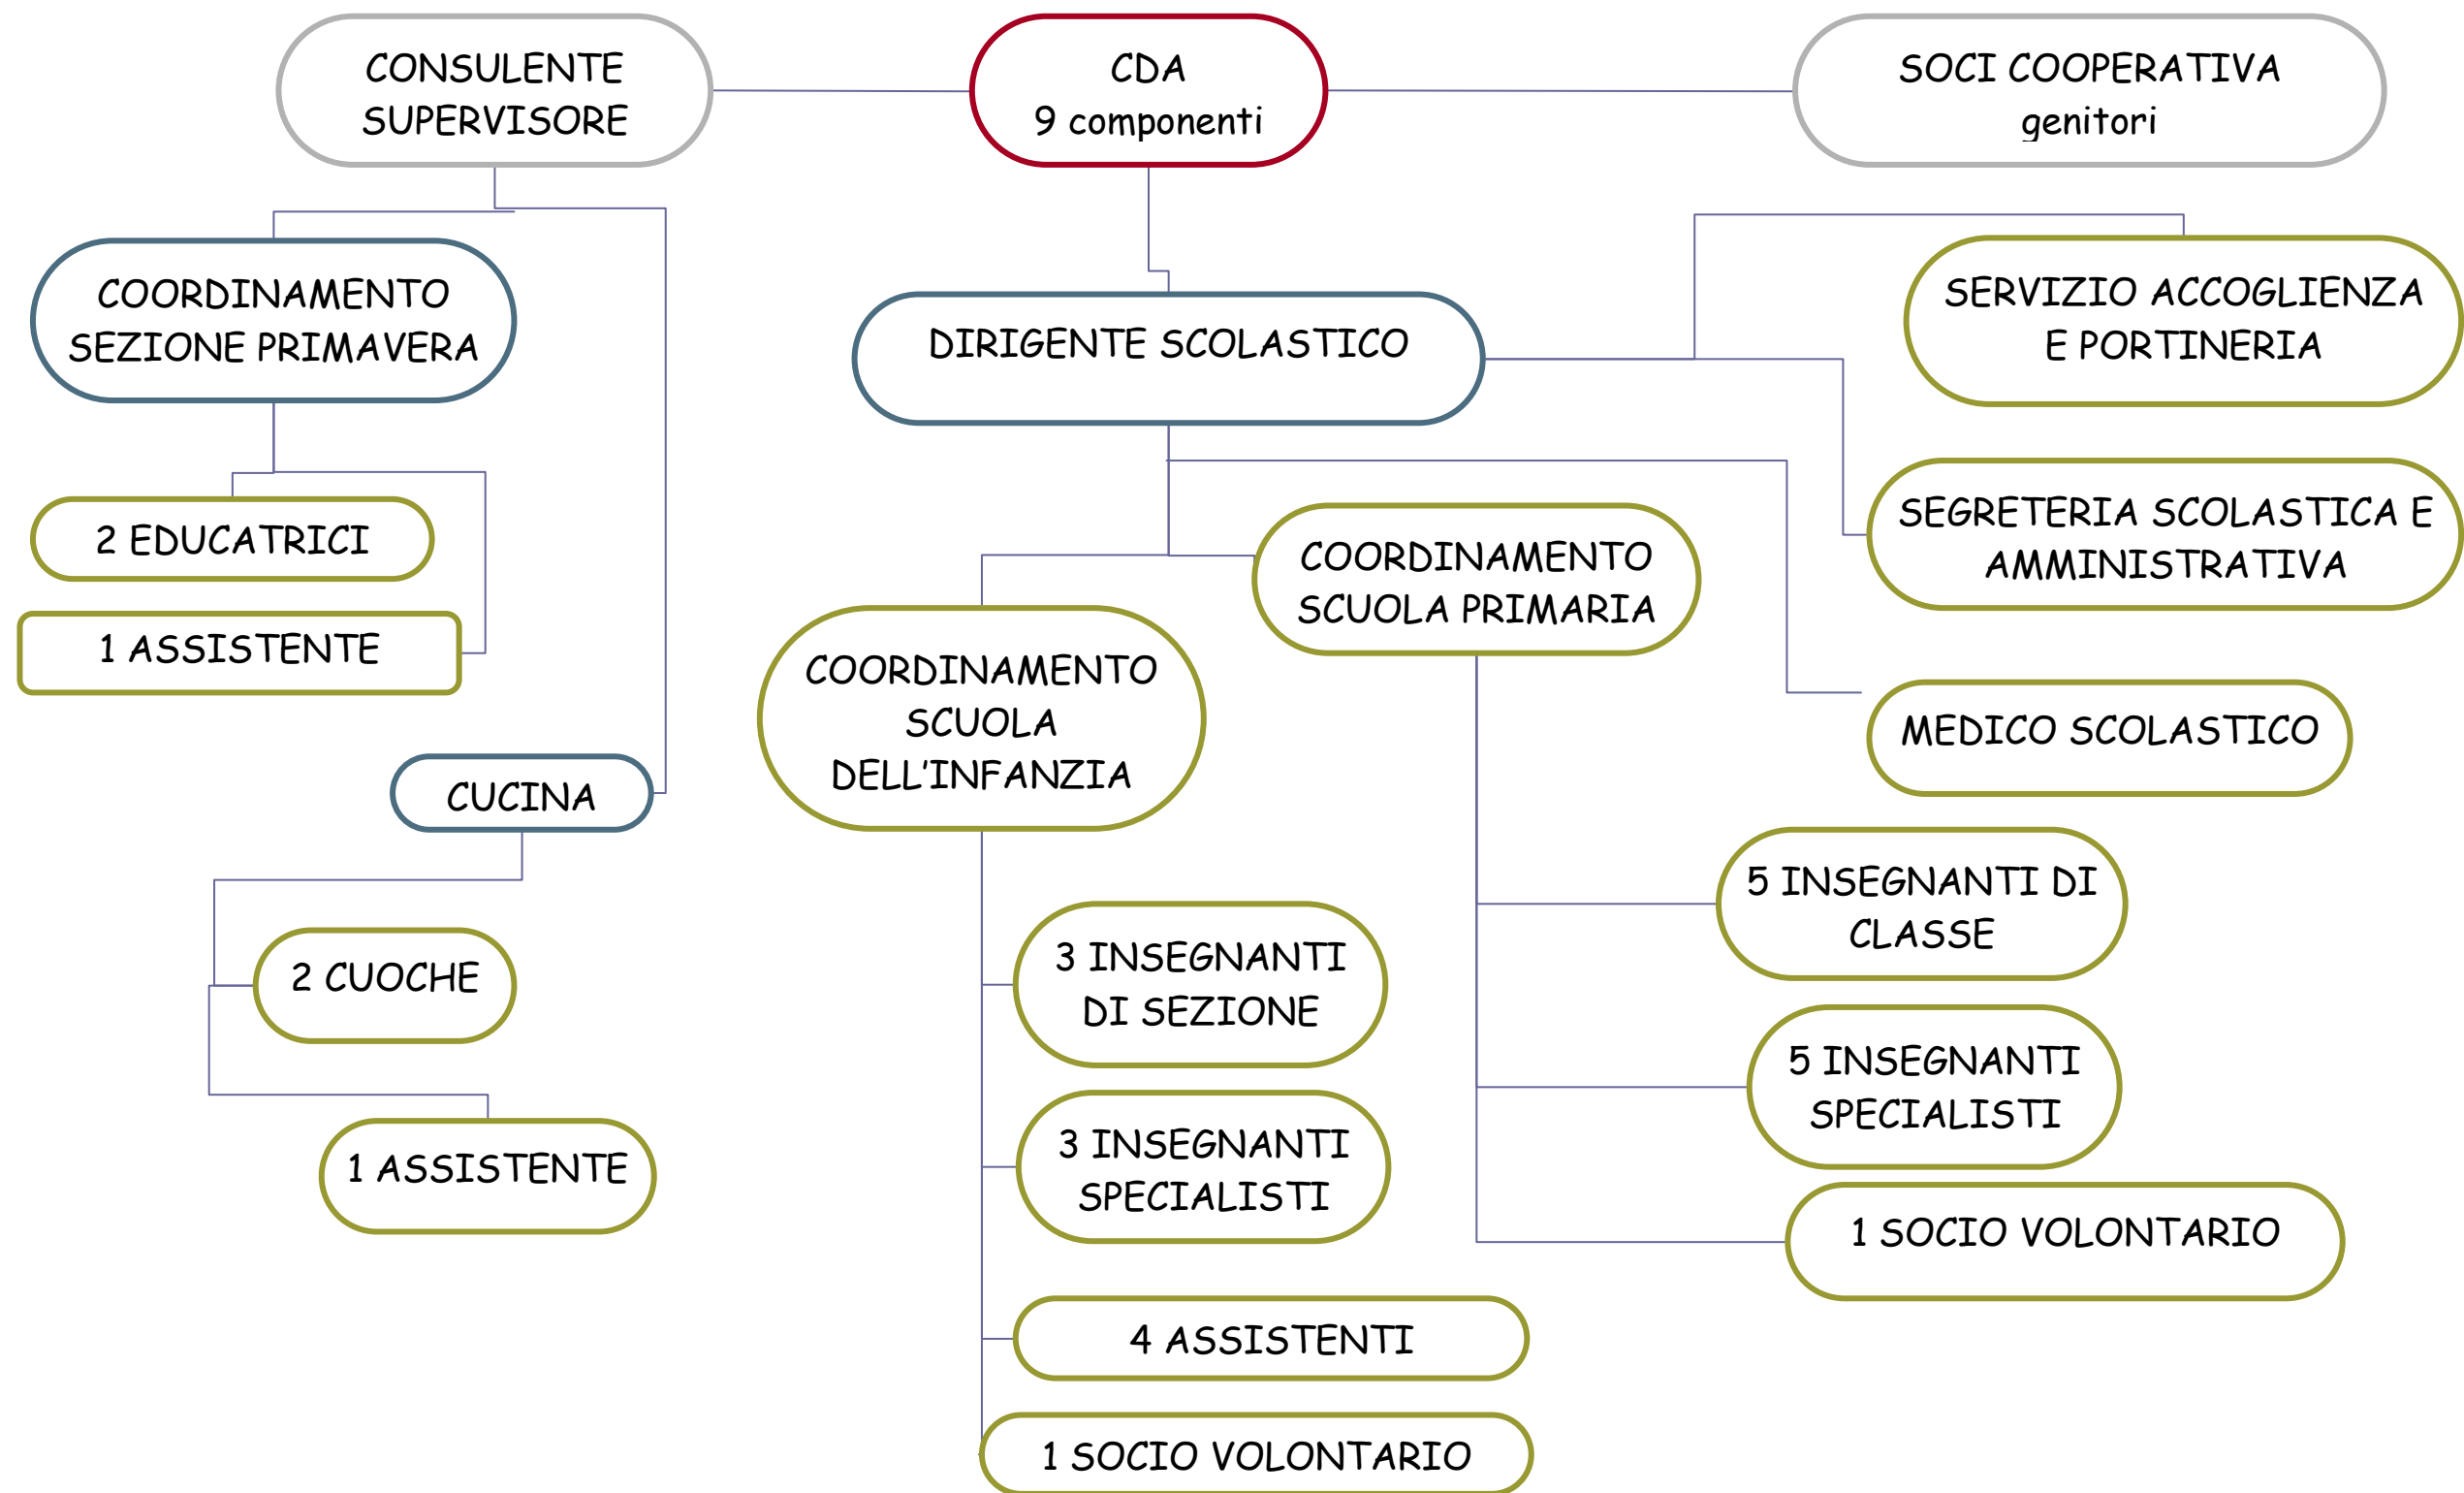 CONSULENTE
SUPERVISORE
CDA
9 componenti
SOCI COOPERATIVA
genitori
COORDINAMENTO
SEZIONE PRIMAVERA
DIRIGENTE SCOLASTICO
SERVIZIO ACCOGLIENZA
E PORTINERIA
2 EDUCATRICI
1 ASSISTENTE
COORDINAMENTO
SCUOLA PRIMARIA
SEGRETERIA SCOLASTICA E
AMMINISTRATIVA
COORDINAMENTO
SCUOLA
DELL'INFANZIA
MEDICO SCOLASTICO
CUCINA
2 CUOCHE
1 ASSISTENTE
3 INSEGNANTI
DI SEZIONE
3 INSEGNANTI
SPECIALISTI
4 ASSISTENTI
1 SOCIO VOLONTARIO
5 INSEGNANTI DI
CLASSE
5 INSEGNANTI
SPECIALISTI
1 SOCIO VOLONTARIO